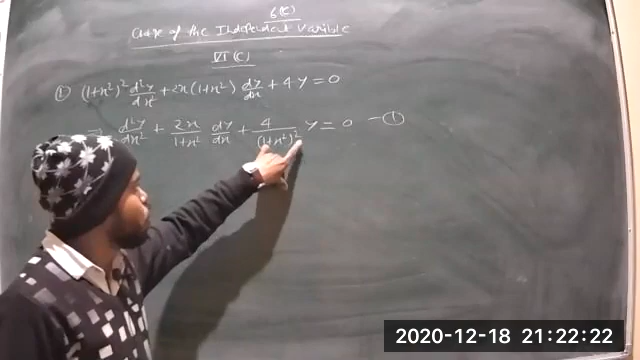 6(C)
Change of the Independent Variable
VI (C)
① (1+x²)² d²y/dx² + 2x(1+x²) dy/dx + 4y = 0
⇒ d²y/dx² + 2x/1+x² dy/dx + 4/(1+x²)² y = 0 —①
2020-12-18 21:22:22